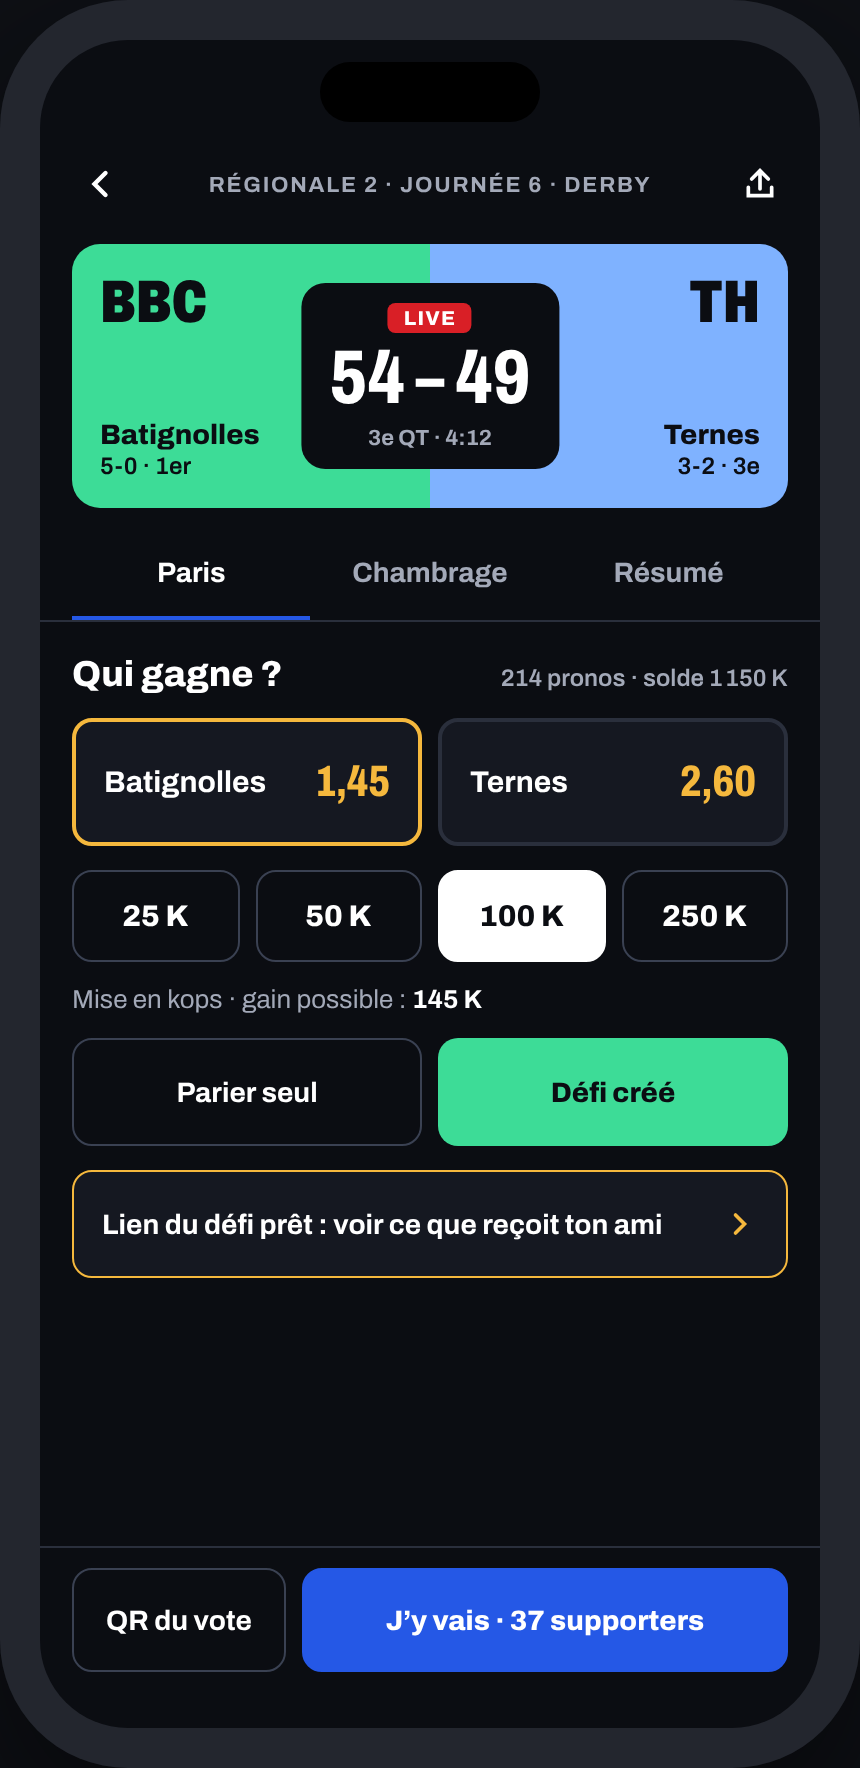 RÉGIONALE 2 · JOURNÉE 6 · DERBY
BBC
TH
LIVE
54 – 49
3e QT · 4:12
Batignolles
5-0 · 1er
Ternes
3-2 · 3e
Paris
Chambrage
Résumé
Qui gagne ?
214 pronos · solde 1 150 K
Batignolles 1,45
Ternes 2,60
25 K
50 K
100 K
250 K
Mise en kops · gain possible : 145 K
Parier seul
Défi créé
Lien du défi prêt : voir ce que reçoit ton ami
QR du vote
J’y vais · 37 supporters